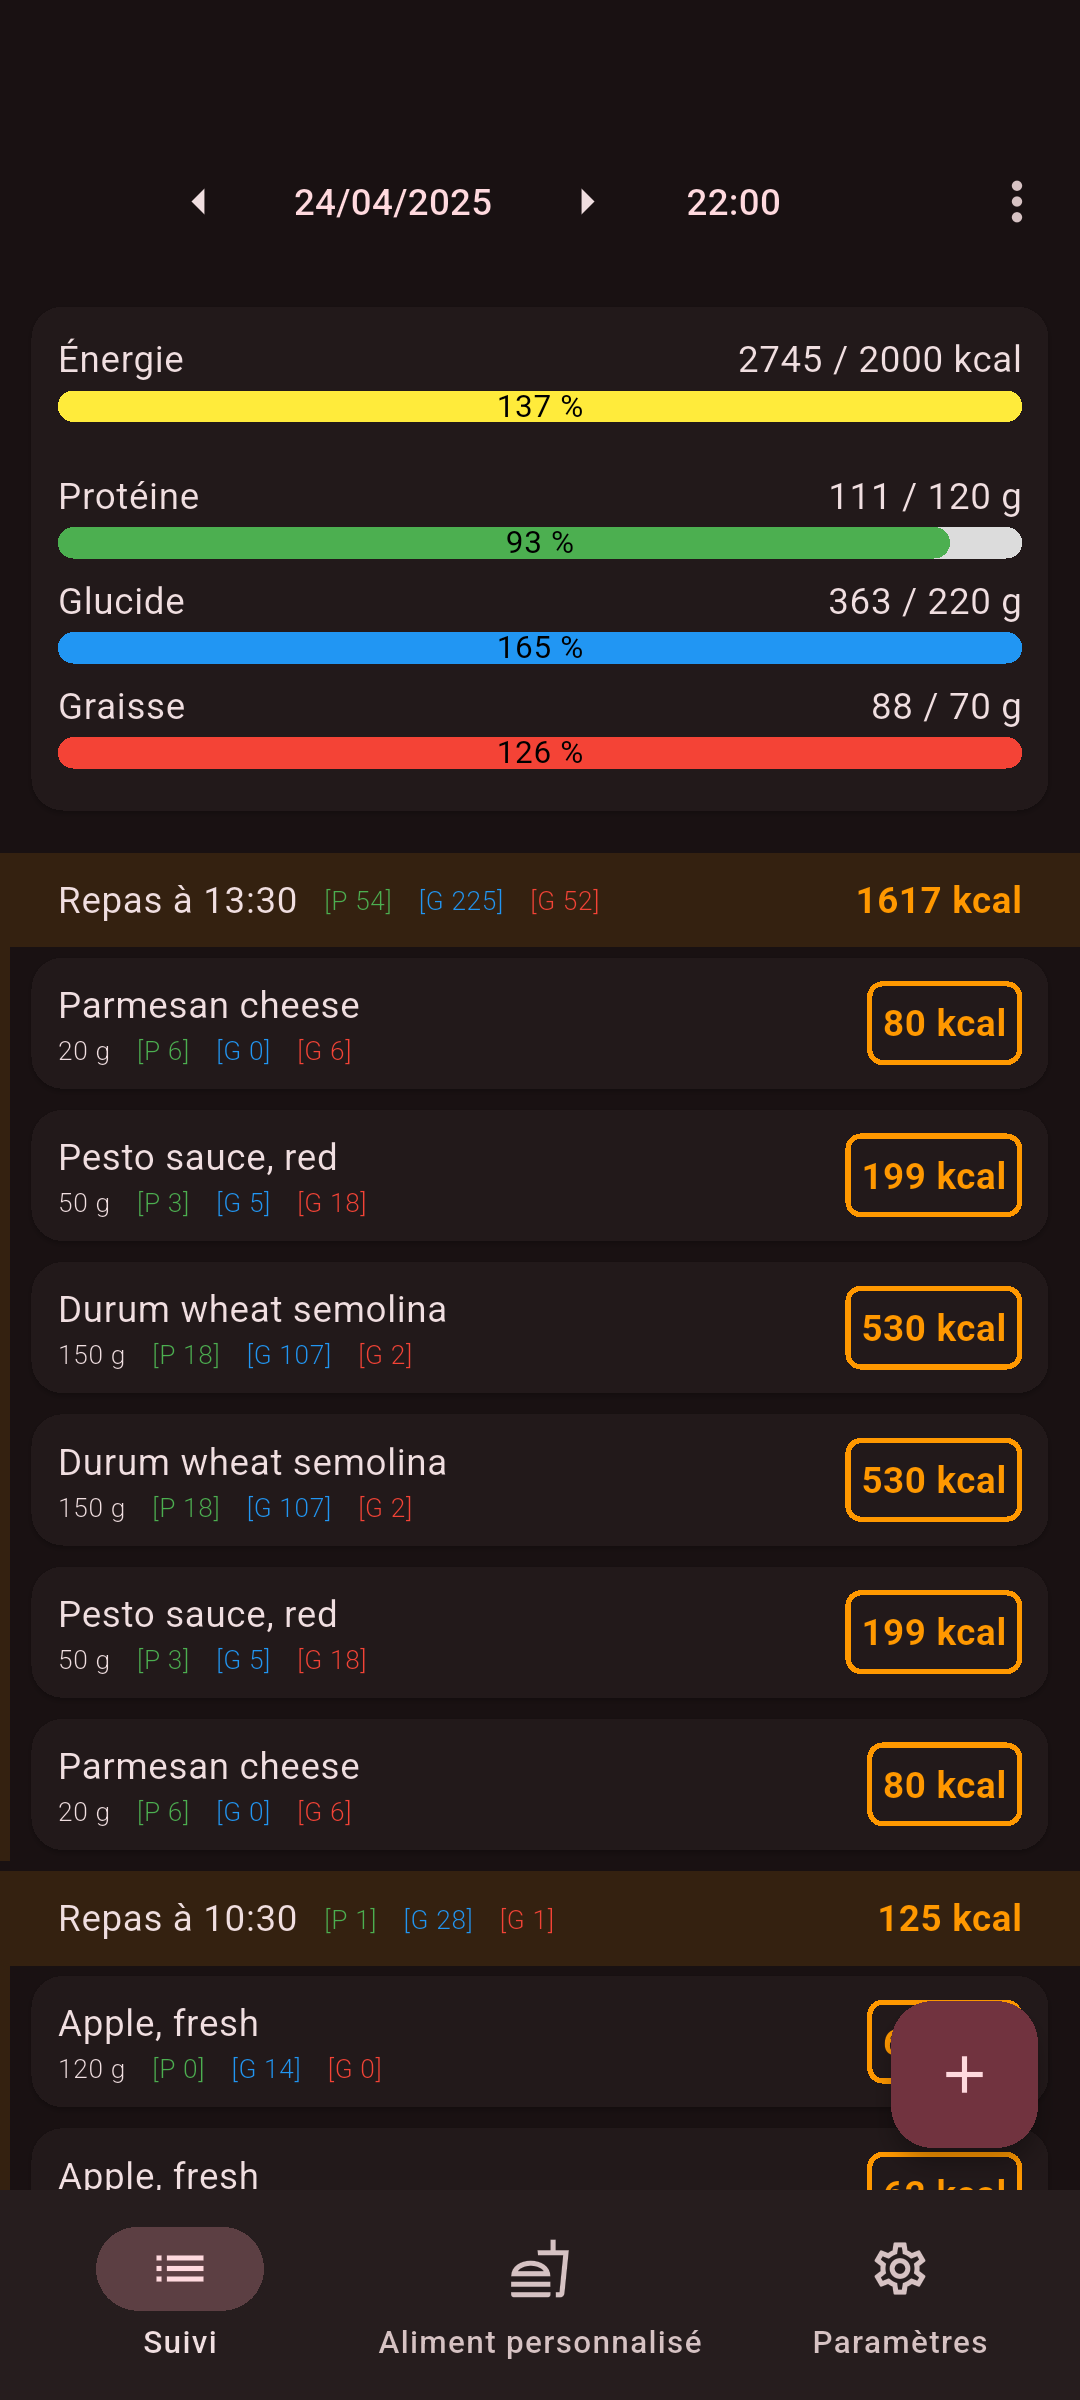 24/04/2025 22:00
Énergie 2745 / 2000 kcal
137 %
Protéine 111 / 120 g
93 %
Glucide 363 / 220 g
165 %
Graisse 88 / 70 g
126 %
Repas à 13:30 [P 54] [G 225] [G 52] 1617 kcal
Parmesan cheese 80 kcal
20 g [P 6] [G 0] [G 6]
Pesto sauce, red 199 kcal
50 g [P 3] [G 5] [G 18]
Durum wheat semolina 530 kcal
150 g [P 18] [G 107] [G 2]
Durum wheat semolina 530 kcal
150 g [P 18] [G 107] [G 2]
Pesto sauce, red 199 kcal
50 g [P 3] [G 5] [G 18]
Parmesan cheese 80 kcal
20 g [P 6] [G 0] [G 6]
Repas à 10:30 [P 1] [G 28] [G 1] 125 kcal
Apple, fresh
120 g [P 0] [G 14] [G 0]
Apple, fresh kcal
Suivi Aliment personnalisé Paramètres